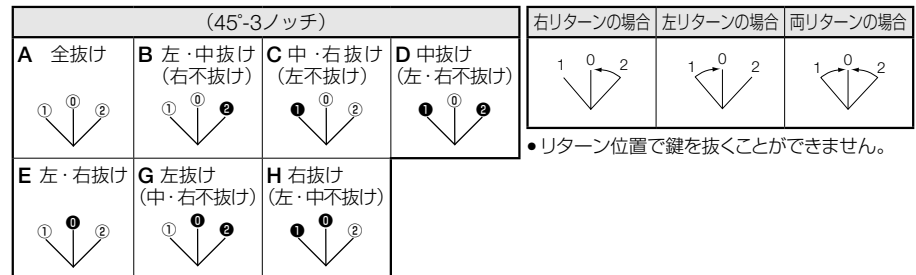 （45°-3ノッチ）
A 全抜け
① ⓪ ②
B 左・中抜け
（右不抜け）
① ⓪ ❷
C 中・右抜け
（左不抜け）
❶ ⓪ ②
D 中抜け
（左・右不抜け）
❶ ⓪ ❷
E 左・右抜け
① ⓿ ②
G 左抜け
（中・右不抜け）
① ⓿ ❷
H 右抜け
（左・中不抜け）
❶ ⓿ ②
右リターンの場合
1 0 2
左リターンの場合
1 0 2
両リターンの場合
1 0 2
●リターン位置で鍵を抜くことができません。